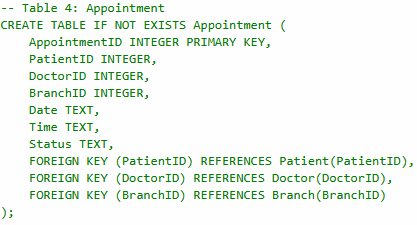 -- Table 4: Appointment
CREATE TABLE IF NOT EXISTS Appointment (
    AppointmentID INTEGER PRIMARY KEY,
    PatientID INTEGER,
    DoctorID INTEGER,
    BranchID INTEGER,
    Date TEXT,
    Time TEXT,
    Status TEXT,
    FOREIGN KEY (PatientID) REFERENCES Patient(PatientID),
    FOREIGN KEY (DoctorID) REFERENCES Doctor(DoctorID),
    FOREIGN KEY (BranchID) REFERENCES Branch(BranchID)
);